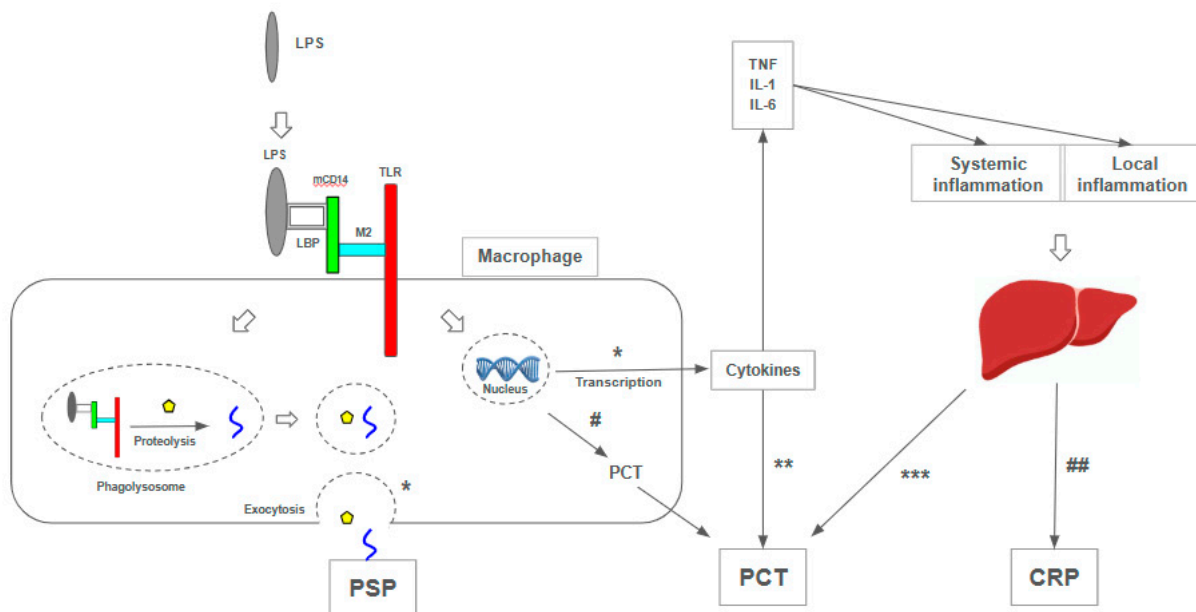 LPS
LPS
mCD14
TLR
LBP
M2
Macrophage
TNF
IL-1
IL-6
Systemic
inflammation
Local
inflammation
*
Nucleus
Transcription
Cytokines
#
PCT
Proteolysis
Phagolysosome
Exocytosis
*
**
***
##
PSP
PCT
CRP